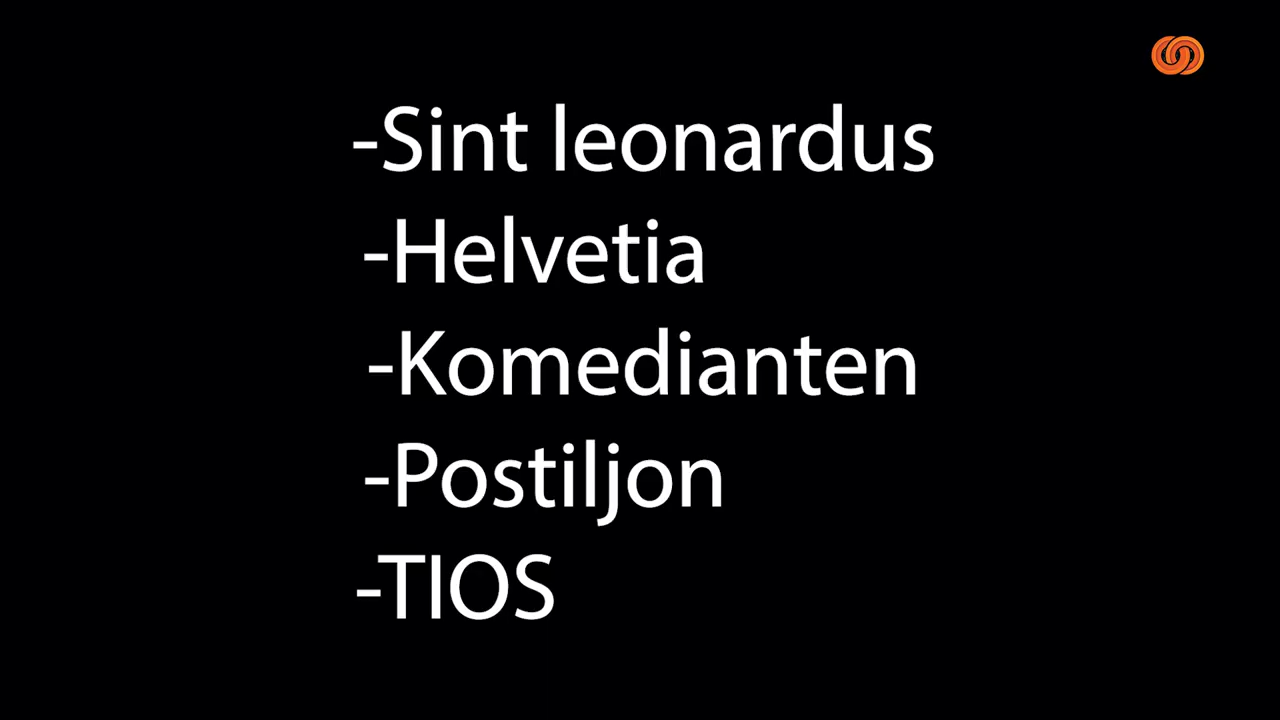 -Sint leonardus
-Helvetia
-Komedianten
-Postiljon
-TIOS